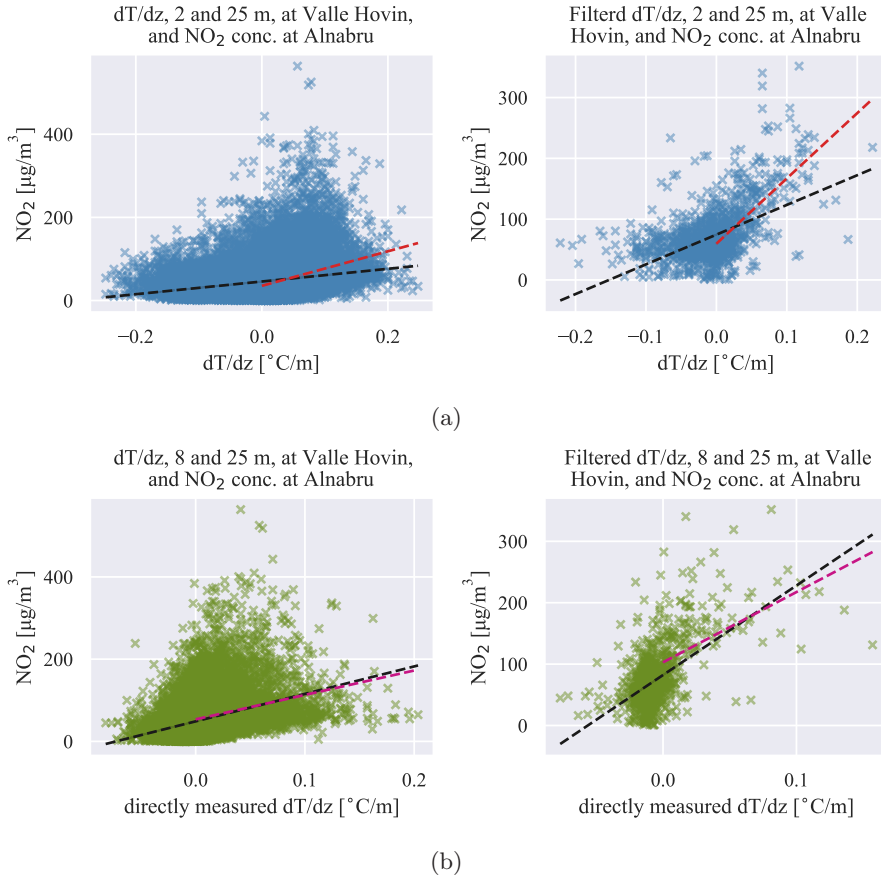 dT/dz, 2 and 25 m, at Valle Hovin,
and NO₂ conc. at Alnabru
NO₂ [µg/m³]
400
200
0
−0.2
0.0
0.2
dT/dz [˚C/m]
Filterd dT/dz, 2 and 25 m, at Valle
Hovin, and NO₂ conc. at Alnabru
NO₂ [µg/m³]
300
200
100
0
−0.2
−0.1
0.0
0.1
0.2
dT/dz [˚C/m]
(a)
dT/dz, 8 and 25 m, at Valle Hovin,
and NO₂ conc. at Alnabru
NO₂ [µg/m³]
400
200
0
0.0
0.1
0.2
directly measured dT/dz [˚C/m]
Filtered dT/dz, 8 and 25 m, at Valle
Hovin, and NO₂ conc. at Alnabru
NO₂ [µg/m³]
300
200
100
0
0.0
0.1
directly measured dT/dz [˚C/m]
(b)